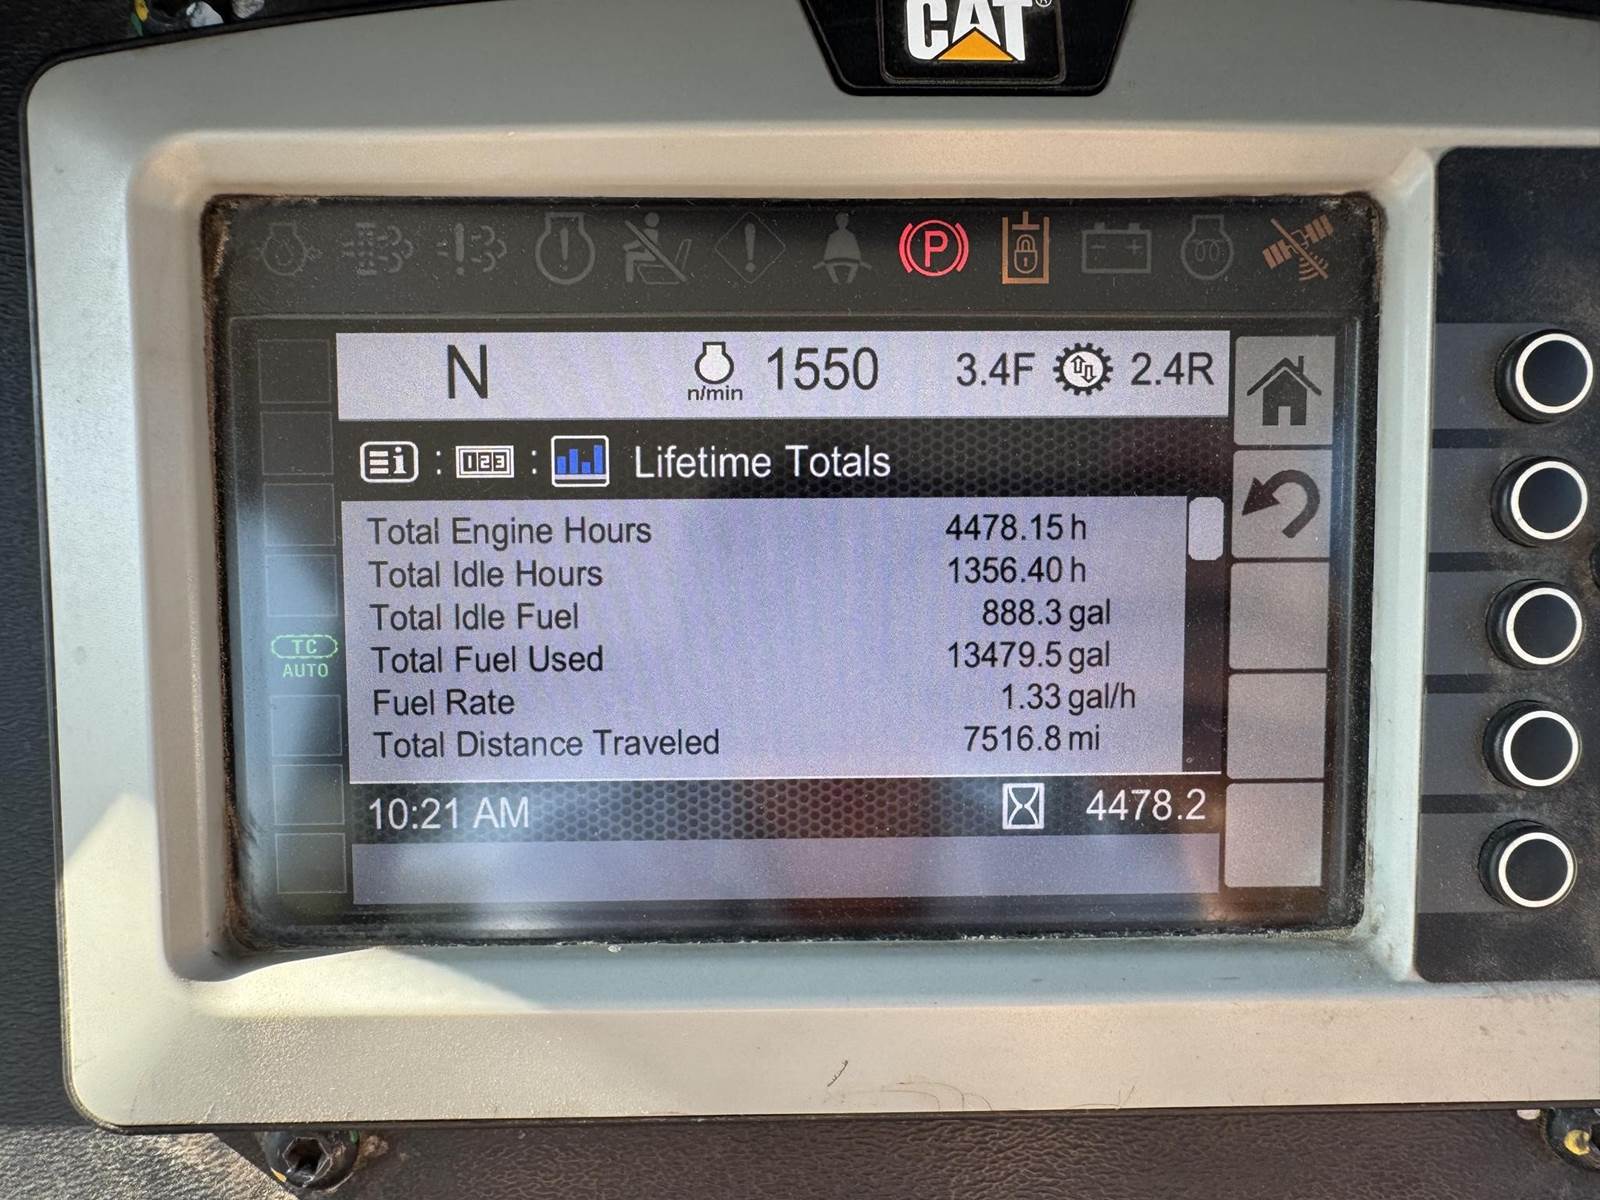 CAT®
P
N n/min 1550 3.4F 2.4R
i : 123 : Lifetime Totals
Total Engine Hours 4478.15 h
Total Idle Hours 1356.40 h
Total Idle Fuel 888.3 gal
Total Fuel Used 13479.5 gal
Fuel Rate 1.33 gal/h
Total Distance Traveled 7516.8 mi
TC
AUTO
10:21 AM 4478.2